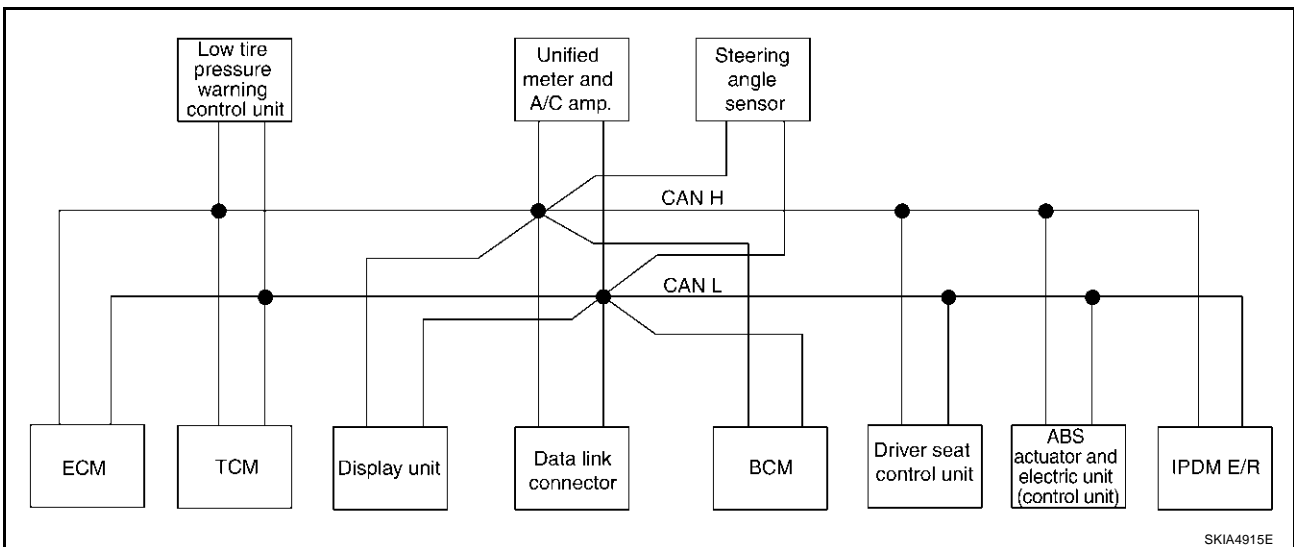 Low tire
pressure
warning
control unit
Unified
meter and
A/C amp.
Steering
angle
sensor
CAN H
CAN L
ECM
TCM
Display unit
Data link
connector
BCM
Driver seat
control unit
ABS
actuator and
electric unit
(control unit)
IPDM E/R
SKIA4915E